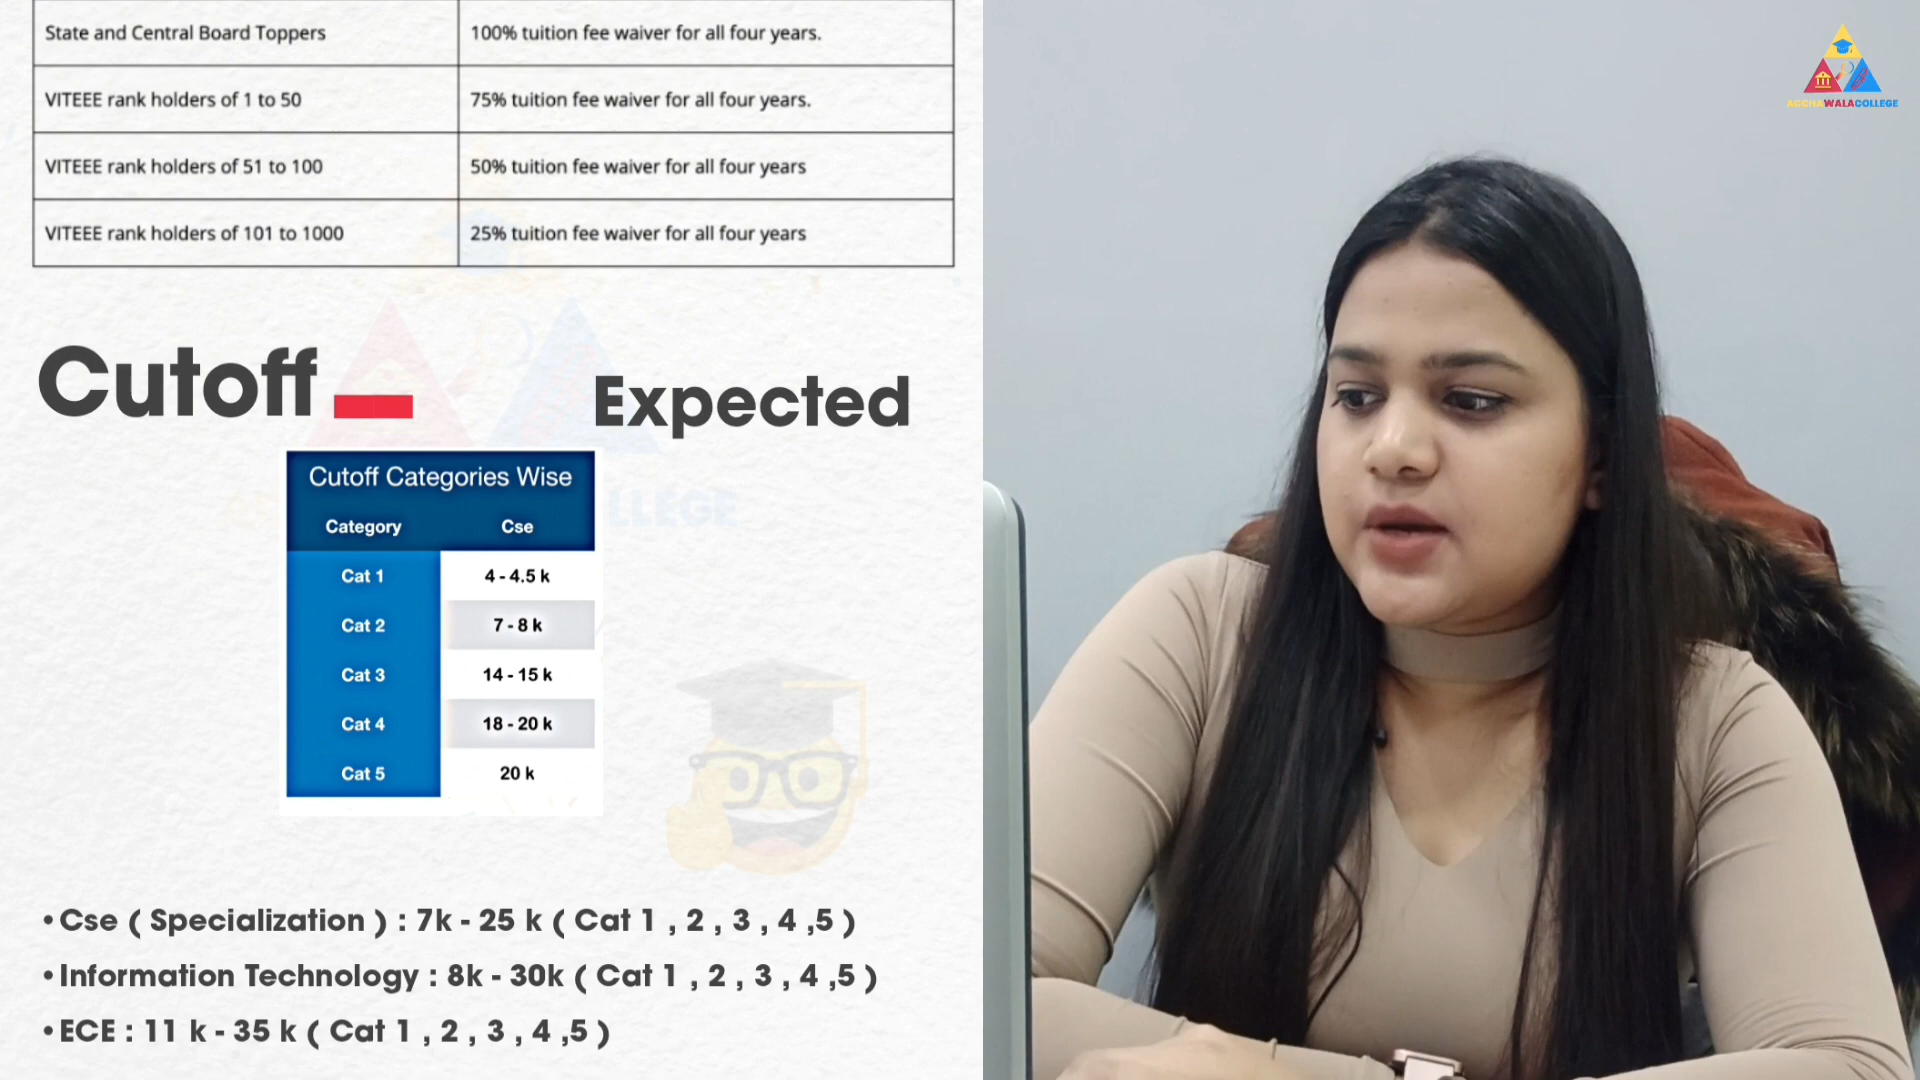 State and Central Board Toppers 100% tuition fee waiver for all four years.
VITEEE rank holders of 1 to 50 75% tuition fee waiver for all four years.
VITEEE rank holders of 51 to 100 50% tuition fee waiver for all four years
VITEEE rank holders of 101 to 1000 25% tuition fee waiver for all four years
Cutoff Expected
Cutoff Categories Wise
Category Cse
Cat 1 4 - 4.5 k
Cat 2 7 - 8 k
Cat 3 14 - 15 k
Cat 4 18 - 20 k
Cat 5 20 k
• Cse ( Specialization ) : 7k - 25 k ( Cat 1 , 2 , 3 , 4 ,5 )
• Information Technology : 8k - 30k ( Cat 1 , 2 , 3 , 4 ,5 )
• ECE : 11 k - 35 k ( Cat 1 , 2 , 3 , 4 ,5 )
ACCHAWALACOLLEGE
LLEGE